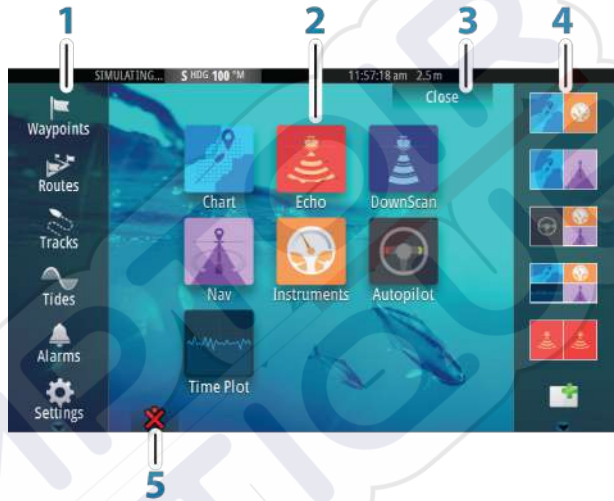 1 2 3 4
SIMULATING... S HDG 100 °M 11:57:18 am 2.5 m
Close
Waypoints
Routes
Tracks
Tides
Alarms
Settings
Chart Echo DownScan
Nav Instruments Autopilot
Time Plot
5